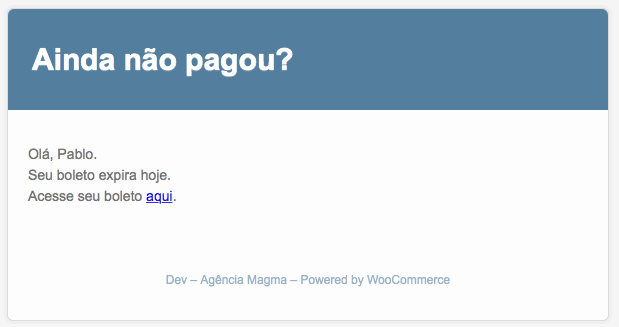 Ainda não pagou?
Olá, Pablo.
Seu boleto expira hoje.
Acesse seu boleto aqui.
Dev – Agência Magma – Powered by WooCommerce